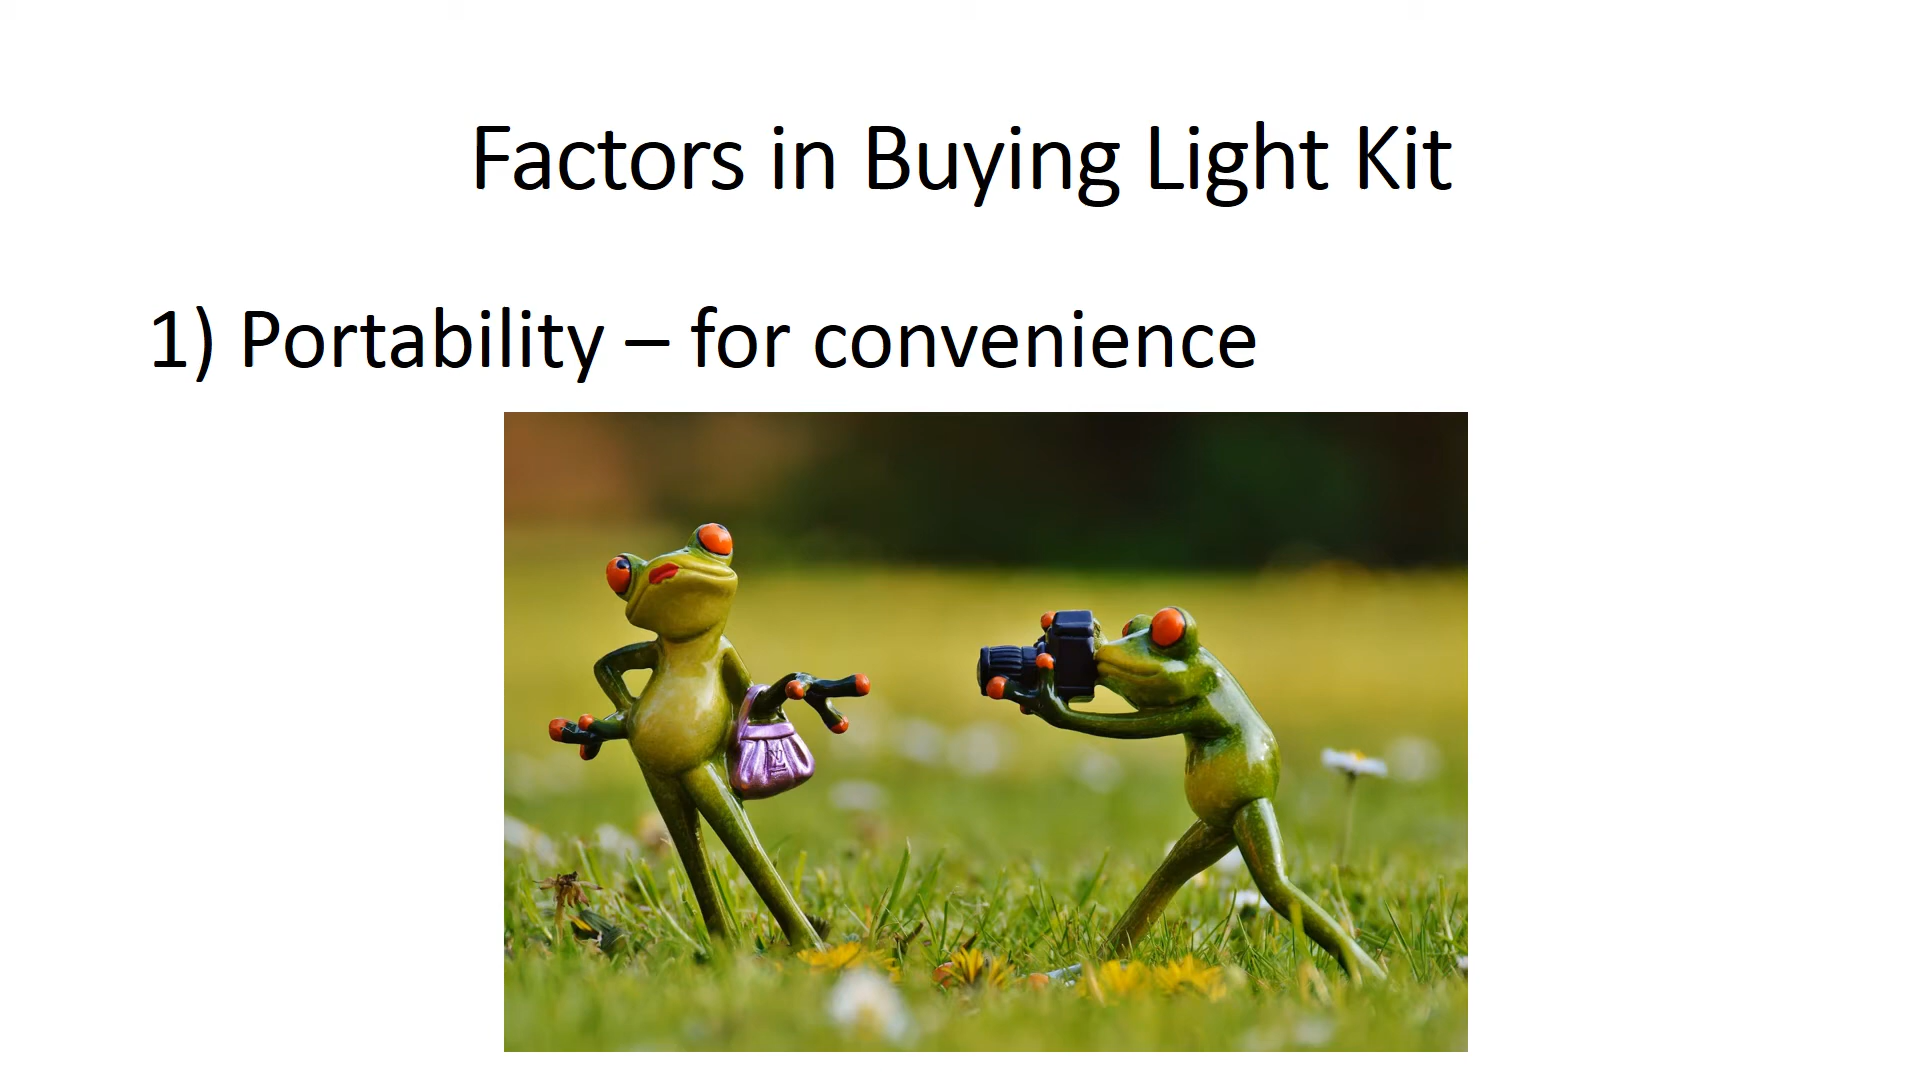 Factors in Buying Light Kit
1) Portability – for convenience